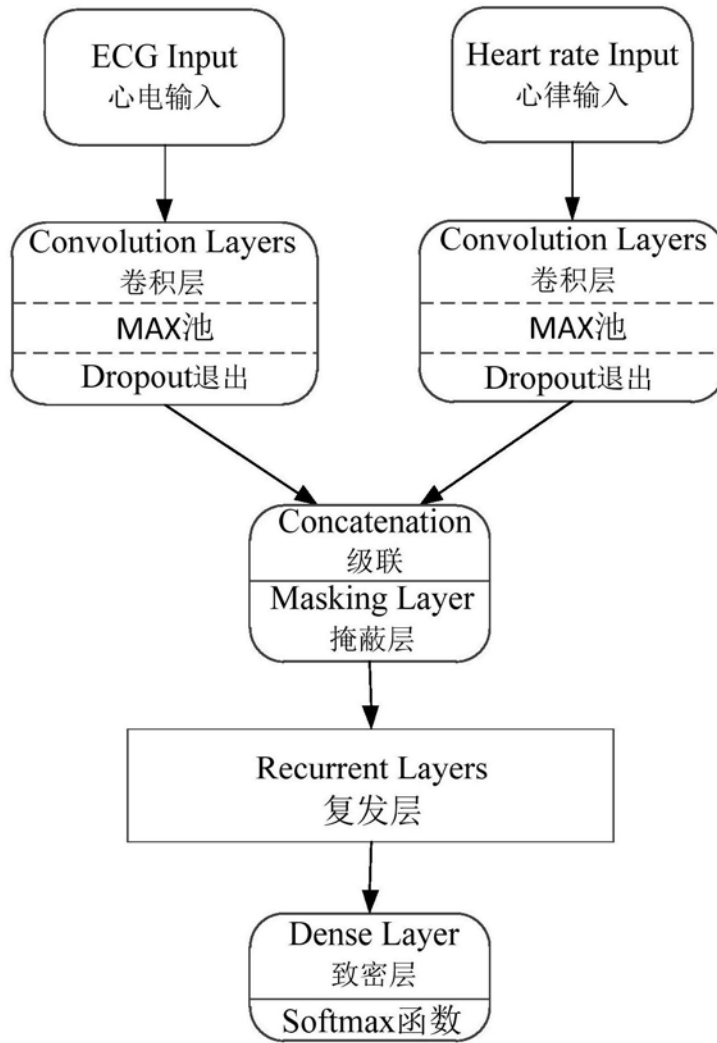 ECG Input
心电输入
Heart rate Input
心律输入
Convolution Layers
卷积层
MAX池
Dropout退出
Convolution Layers
卷积层
MAX池
Dropout退出
Concatenation
级联
Masking Layer
掩蔽层
Recurrent Layers
复发层
Dense Layer
致密层
Softmax函数